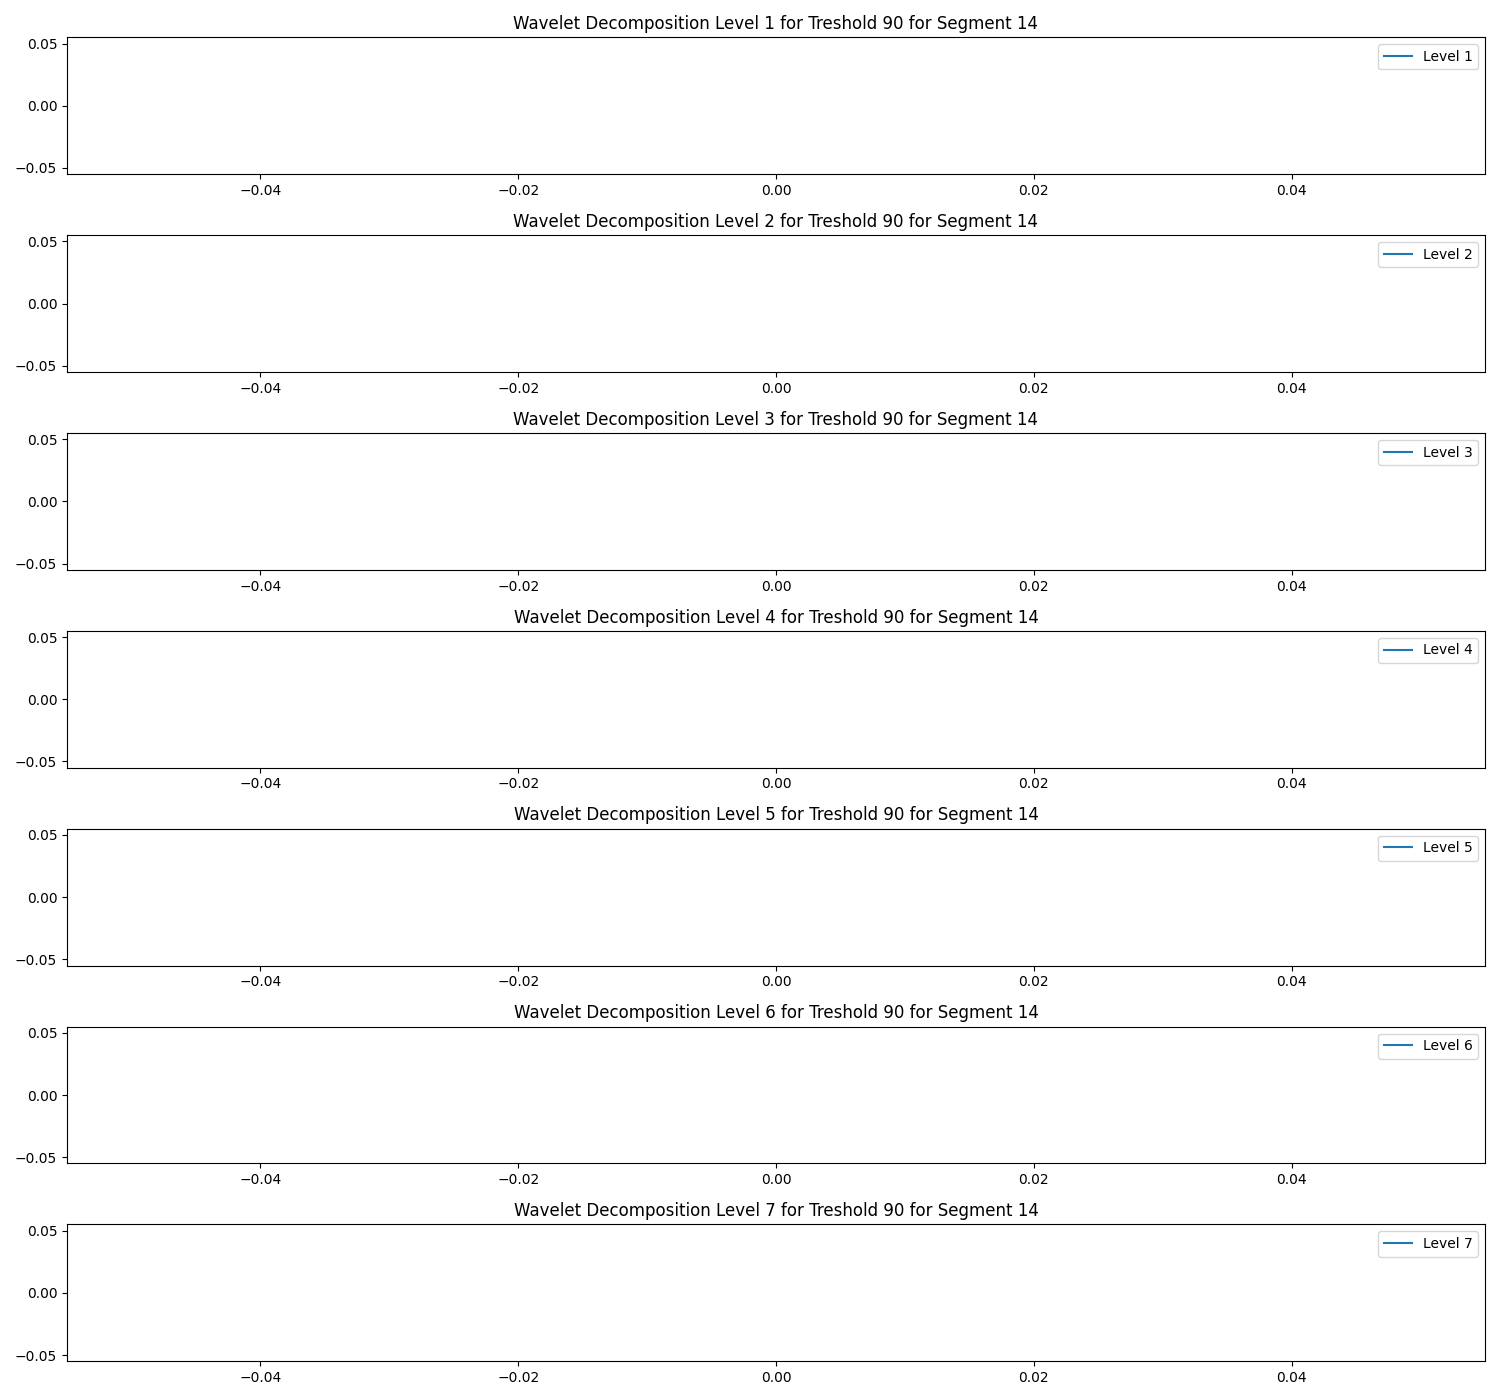 Wavelet Decomposition Level 1 for Treshold 90 for Segment 14
0.05
Level 1
0.00
−0.05
−0.04 −0.02 0.00 0.02 0.04
Wavelet Decomposition Level 2 for Treshold 90 for Segment 14
0.05
Level 2
0.00
−0.05
−0.04 −0.02 0.00 0.02 0.04
Wavelet Decomposition Level 3 for Treshold 90 for Segment 14
0.05
Level 3
0.00
−0.05
−0.04 −0.02 0.00 0.02 0.04
Wavelet Decomposition Level 4 for Treshold 90 for Segment 14
0.05
Level 4
0.00
−0.05
−0.04 −0.02 0.00 0.02 0.04
Wavelet Decomposition Level 5 for Treshold 90 for Segment 14
0.05
Level 5
0.00
−0.05
−0.04 −0.02 0.00 0.02 0.04
Wavelet Decomposition Level 6 for Treshold 90 for Segment 14
0.05
Level 6
0.00
−0.05
−0.04 −0.02 0.00 0.02 0.04
Wavelet Decomposition Level 7 for Treshold 90 for Segment 14
0.05
Level 7
0.00
−0.05
−0.04 −0.02 0.00 0.02 0.04